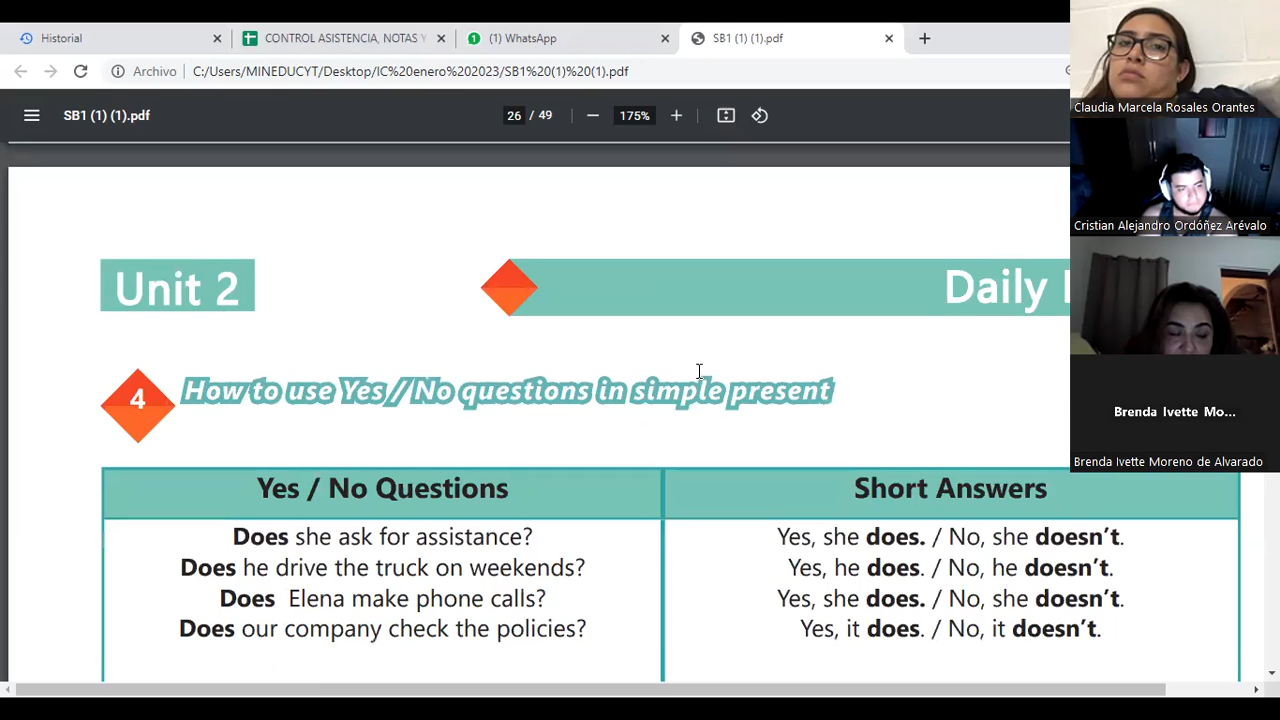 Historial
CONTROL ASISTENCIA, NOTAS Y
(1) WhatsApp
SB1 (1) (1).pdf
Archivo
C:/Users/MINEDUCYT/Desktop/IC%20enero%202023/SB1%20(1)%20(1).pdf
SB1 (1) (1).pdf
26 / 49
175%
Unit 2
Daily
4
How to use Yes / No questions in simple present
Yes / No Questions
Short Answers
Does she ask for assistance?
Yes, she does. / No, she doesn't.
Does he drive the truck on weekends?
Yes, he does. / No, he doesn't.
Does Elena make phone calls?
Yes, she does. / No, she doesn't.
Does our company check the policies?
Yes, it does. / No, it doesn't.
Claudia Marcela Rosales Orantes
Cristian Alejandro Ordóñez Arévalo
Brenda Ivette Mo...
Brenda Ivette Moreno de Alvarado